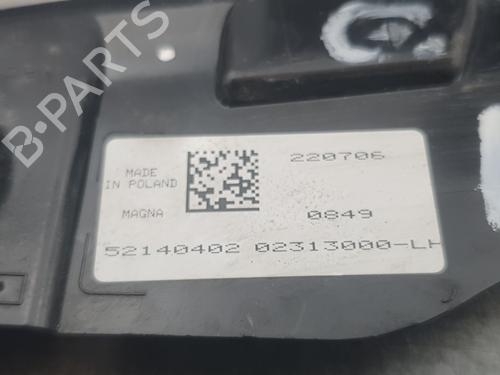 220706
MADE
IN POLAND
MAGNA
0849
52140402 02313000-LH
B-PARTS